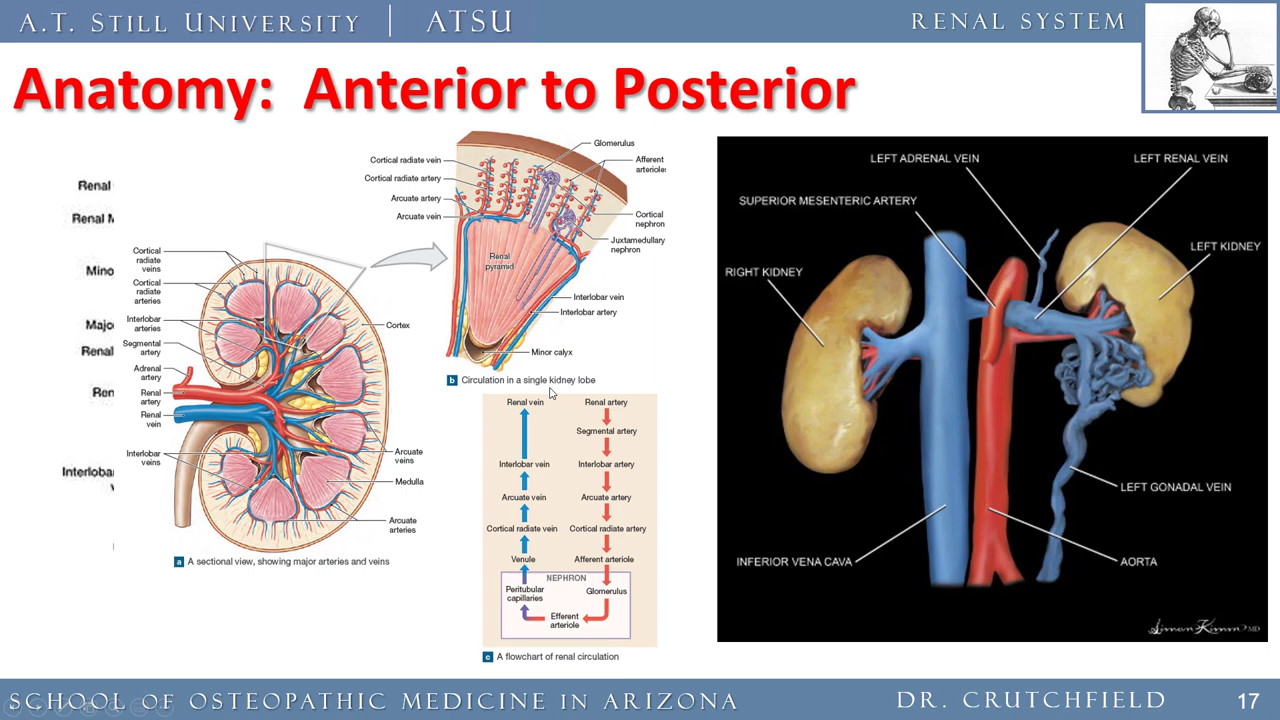 A.T. STILL UNIVERSITY
ATSU
RENAL SYSTEM
Anatomy: Anterior to Posterior
Renal
Renal
Mino
Majo
Renal
Ren
Interlobar
Cortical
radiate
veins
Cortical
radiate
arteries
Interlobar
arteries
Segmental
artery
Adrenal
artery
Renal
artery
Renal
vein
Interlobar
veins
Cortex
Arcuate
veins
Medulla
Arcuate
arteries
a A sectional view, showing major arteries and veins
Cortical radiate vein
Cortical radiate artery
Arcuate artery
Arcuate vein
Glomerulus
Afferent
arterioles
Cortical
nephron
Juxtamedullary
nephron
Renal
pyramid
Interlobar vein
Interlobar artery
Minor calyx
b Circulation in a single kidney lobe
Renal vein
Renal artery
Segmental artery
Interlobar vein
Interlobar artery
Arcuate vein
Arcuate artery
Cortical radiate vein
Cortical radiate artery
Venule
Afferent arteriole
NEPHRON
Peritubular
capillaries
Glomerulus
Efferent
arteriole
c A flowchart of renal circulation
LEFT ADRENAL VEIN
LEFT RENAL VEIN
SUPERIOR MESENTERIC ARTERY
LEFT KIDNEY
RIGHT KIDNEY
LEFT GONADAL VEIN
INFERIOR VENA CAVA
AORTA
MD
SCHOOL OF OSTEOPATHIC MEDICINE IN ARIZONA
DR. CRUTCHFIELD
17